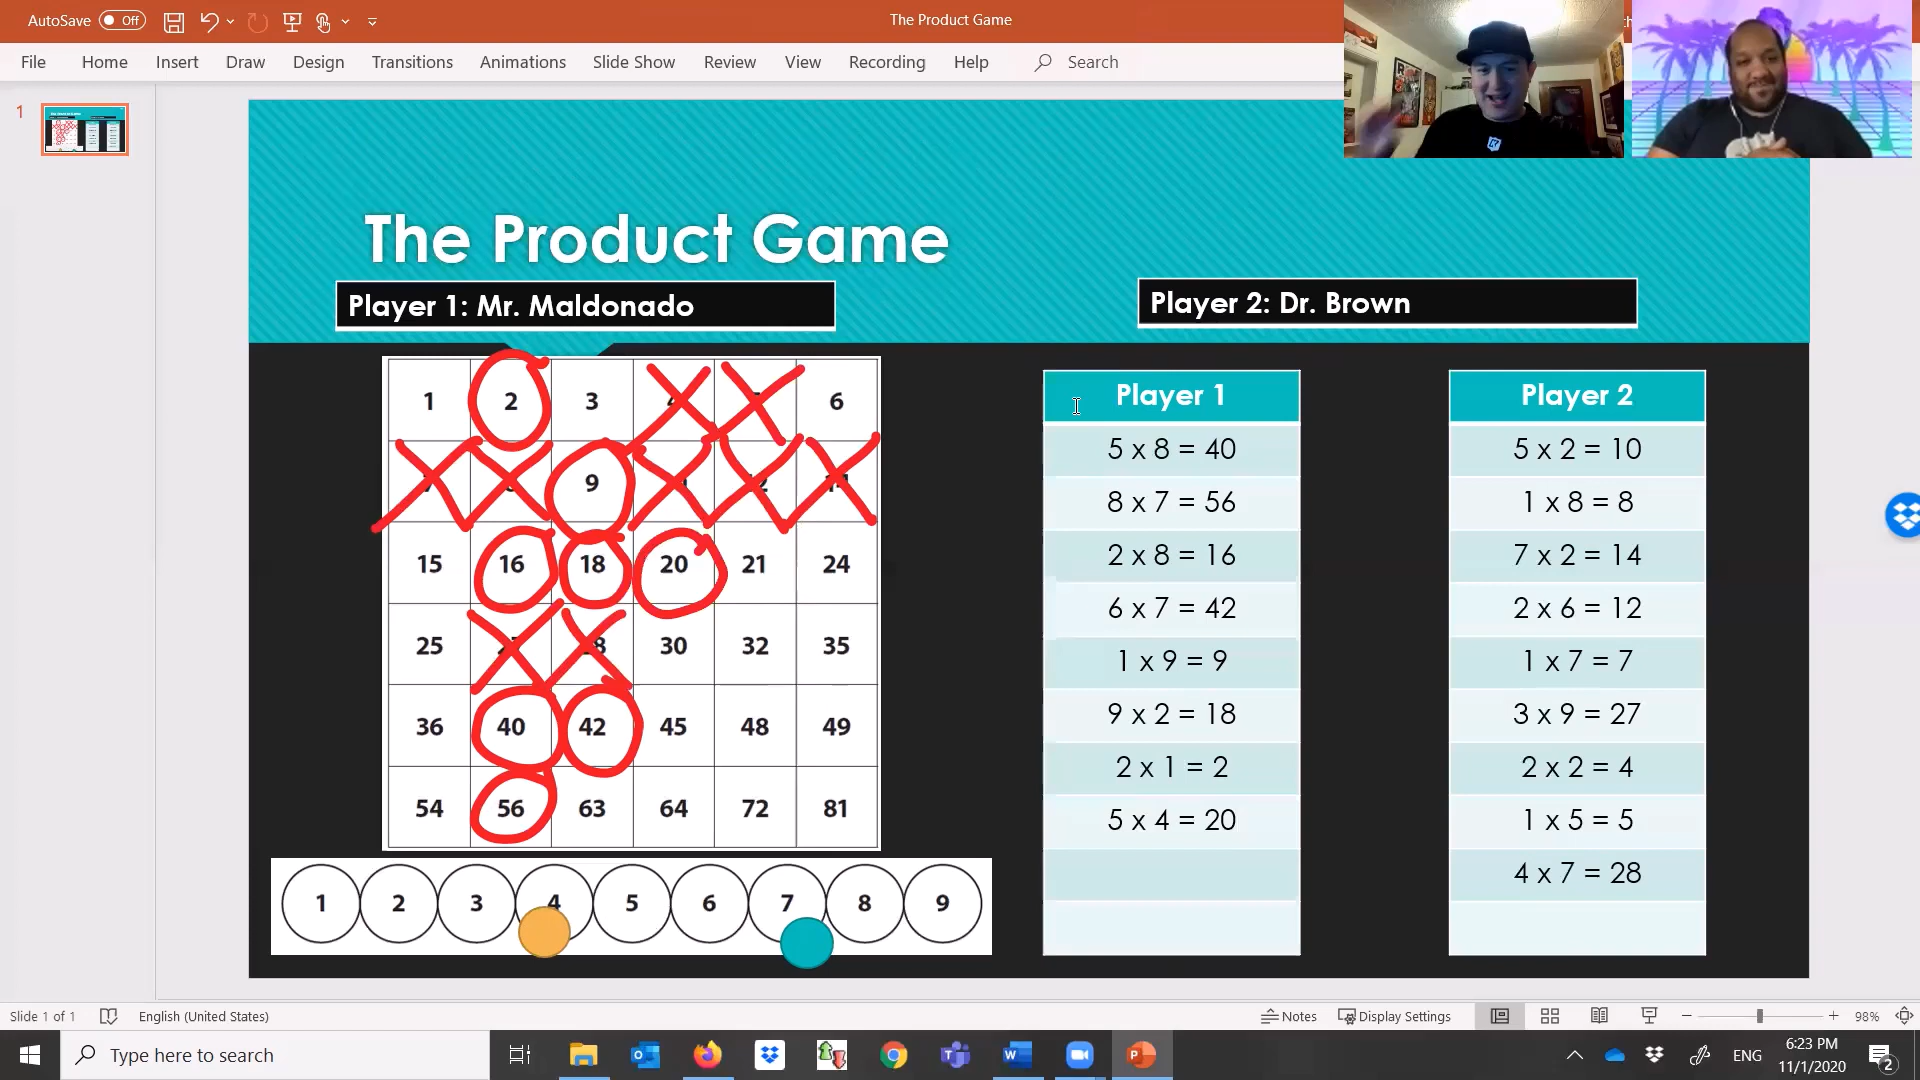 AutoSave Off
The Product Game
File Home Insert Draw Design Transitions Animations Slide Show Review View Recording Help Search
1
The Product Game
Player 1: Mr. Maldonado
Player 2: Dr. Brown
1 2 3 6
9
15 16 18 20 21 24
25 30 32 35
36 40 42 45 48 49
54 56 63 64 72 81
1 2 3 4 5 6 7 8 9
Player 1
5 x 8 = 40
8 x 7 = 56
2 x 8 = 16
6 x 7 = 42
1 x 9 = 9
9 x 2 = 18
2 x 1 = 2
5 x 4 = 20
Player 2
5 x 2 = 10
1 x 8 = 8
7 x 2 = 14
2 x 6 = 12
1 x 7 = 7
3 x 9 = 27
2 x 2 = 4
1 x 5 = 5
4 x 7 = 28
Slide 1 of 1 English (United States) Notes Display Settings 98%
Type here to search
ENG
6:23 PM
11/1/2020
2